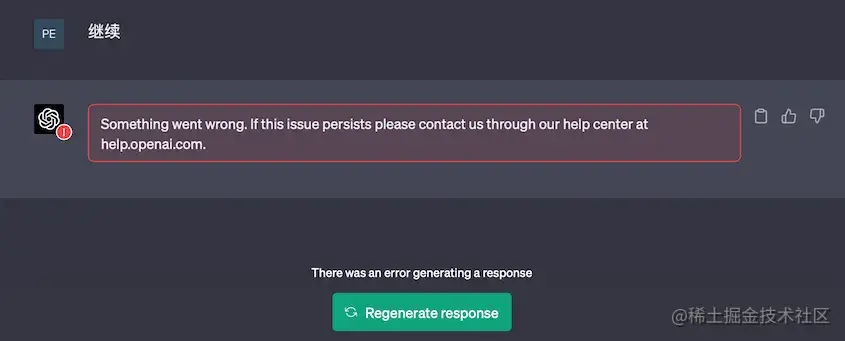 PE
继续
Something went wrong. If this issue persists please contact us through our help center at
help.openai.com.
There was an error generating a response
Regenerate response
@稀土掘金技术社区